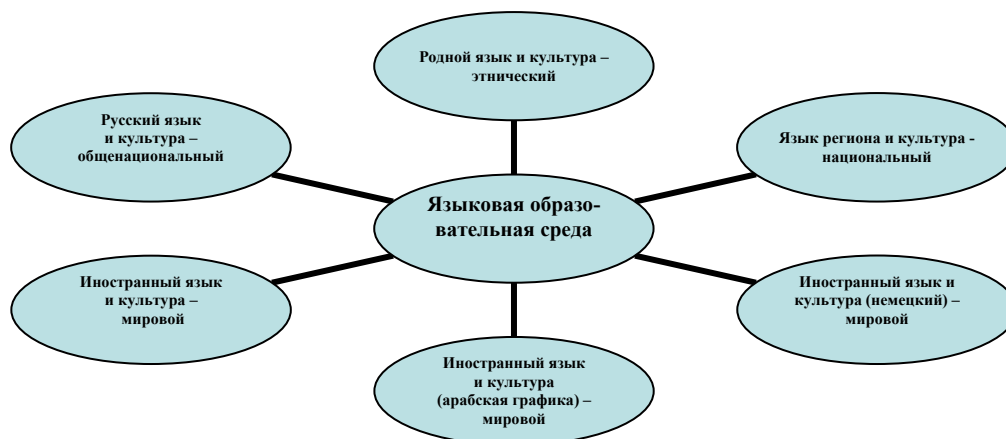 Родной язык и культура –
этнический
Русский язык
и культура –
общенациональный
Язык региона и культура -
национальный
Языковая образо-
вательная среда
Иностранный язык
и культура –
мировой
Иностранный язык и
культура (немецкий) –
мировой
Иностранный язык
и культура
(арабская графика) –
мировой